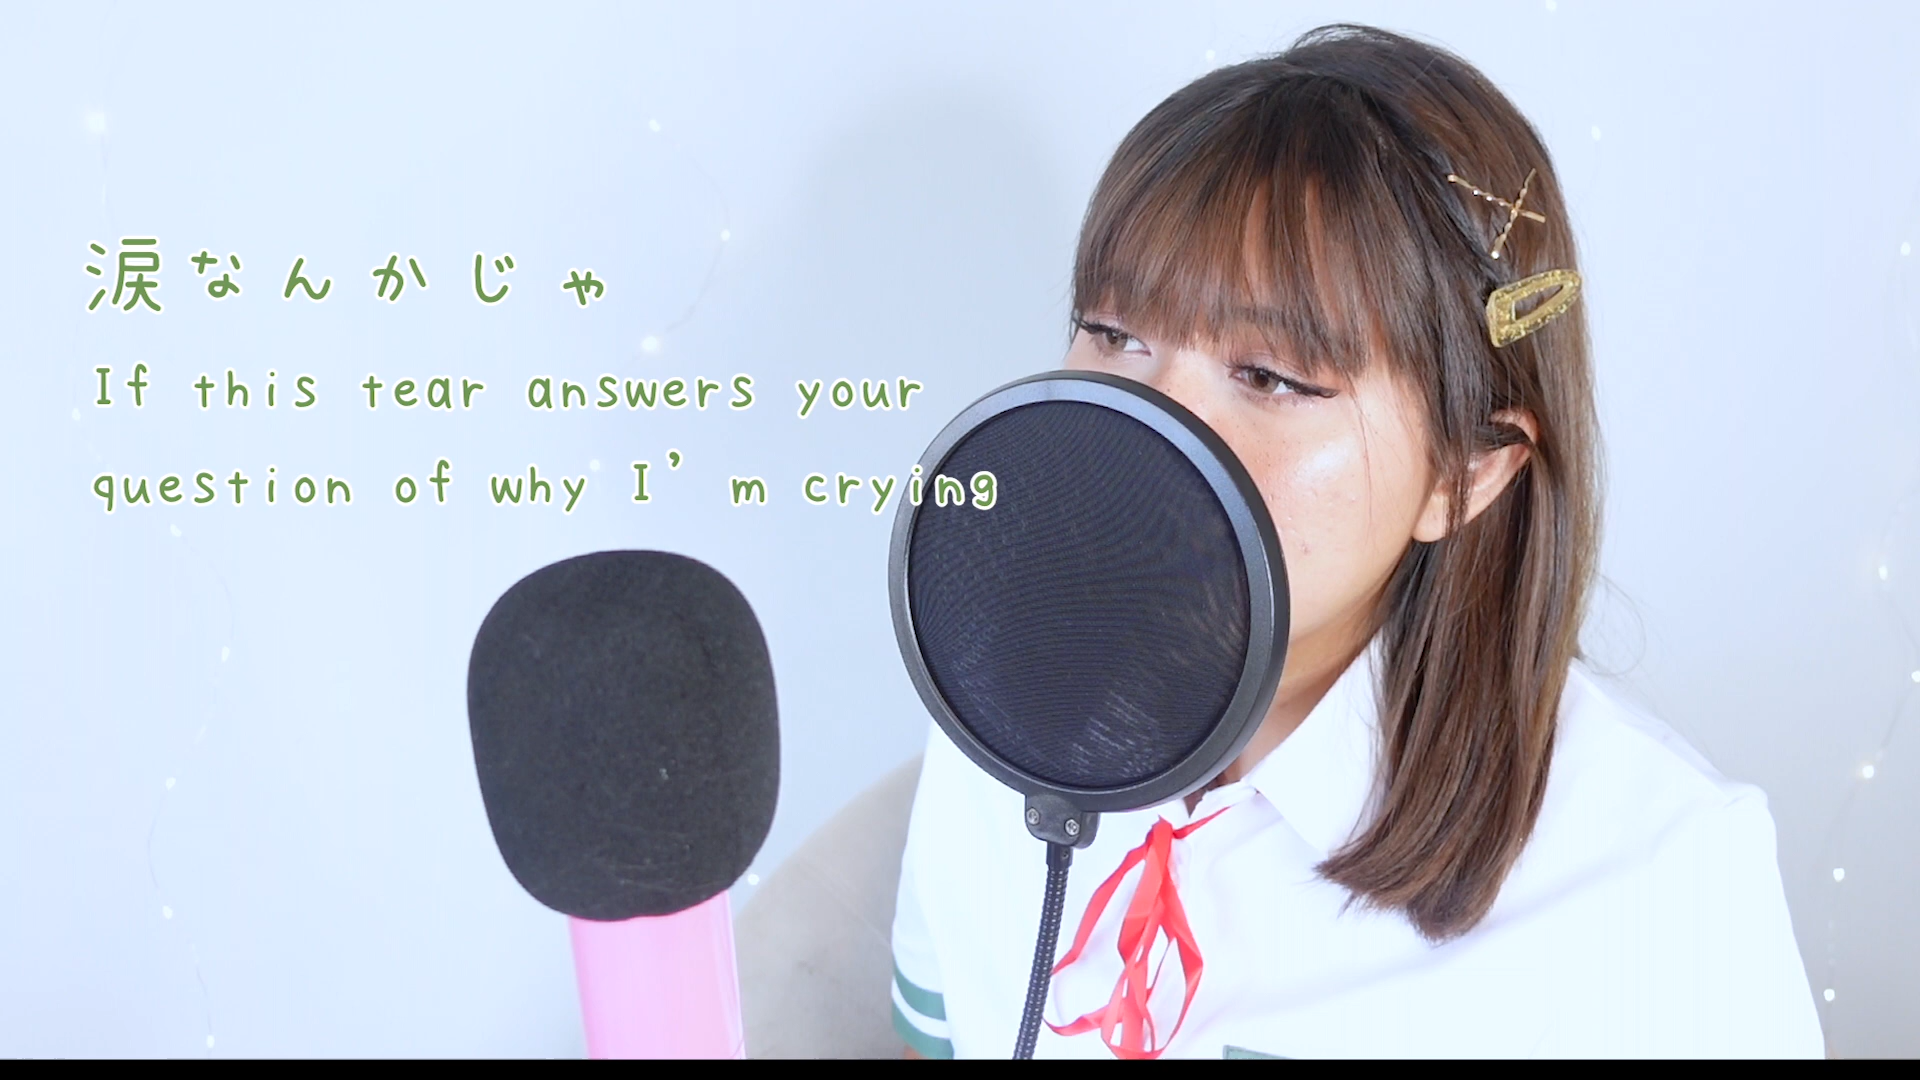 涙なんかじゃ
If this tear answers your
question of why I'm crying